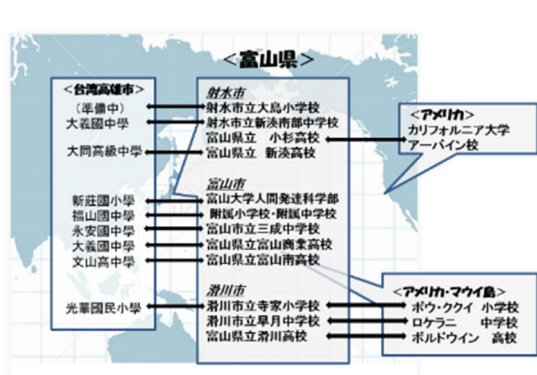 <富山県>
<台湾高雄市>
(準備中)
大義國中學
大同高級中學
新莊國小學
福山國中學
永安国中學
大義國中學
文山高中學
光華國民小學
射水市
射水市立大島小学校
射水市立新湊南部中学校
富山県立 小杉高校
富山県立 新湊高校
富山市
富山大学人間発達科学部
附属小学校・附属中学校
富山市立三成中学校
富山県立富山商業高校
富山県立富山南高校
滑川市
滑川市立寺家小学校
滑川市立早月中学校
富山県立滑川高校
<アメリカ>
カリフォルニア大学
アーバイン校
<アメリカ・マウイ島>
ポウ・ククイ 小学校
ロケラニ 中学校
ボルドウイン 高校